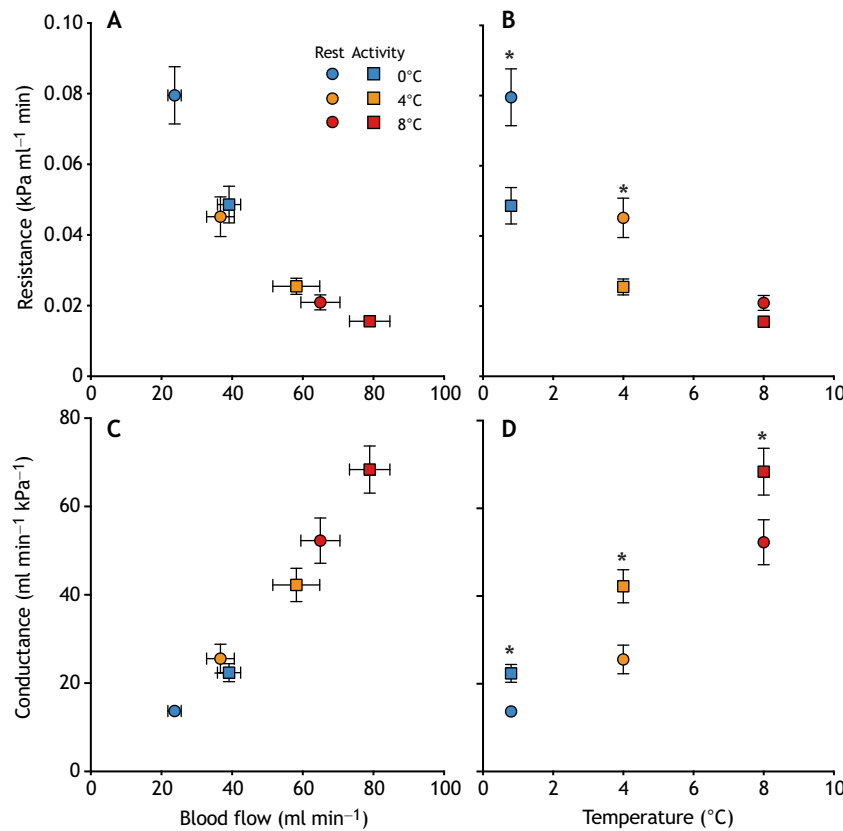 A
B
Rest Activity
0°C
4°C
8°C
*
*
Resistance (kPa ml−1 min)
0.10
0.08
0.06
0.04
0.02
0
0 20 40 60 80 100
0 2 4 6 8 10
C
D
*
*
*
Conductance (ml min−1 kPa−1)
80
60
40
20
0
0 20 40 60 80 100
0 2 4 6 8 10
Blood flow (ml min−1)
Temperature (°C)